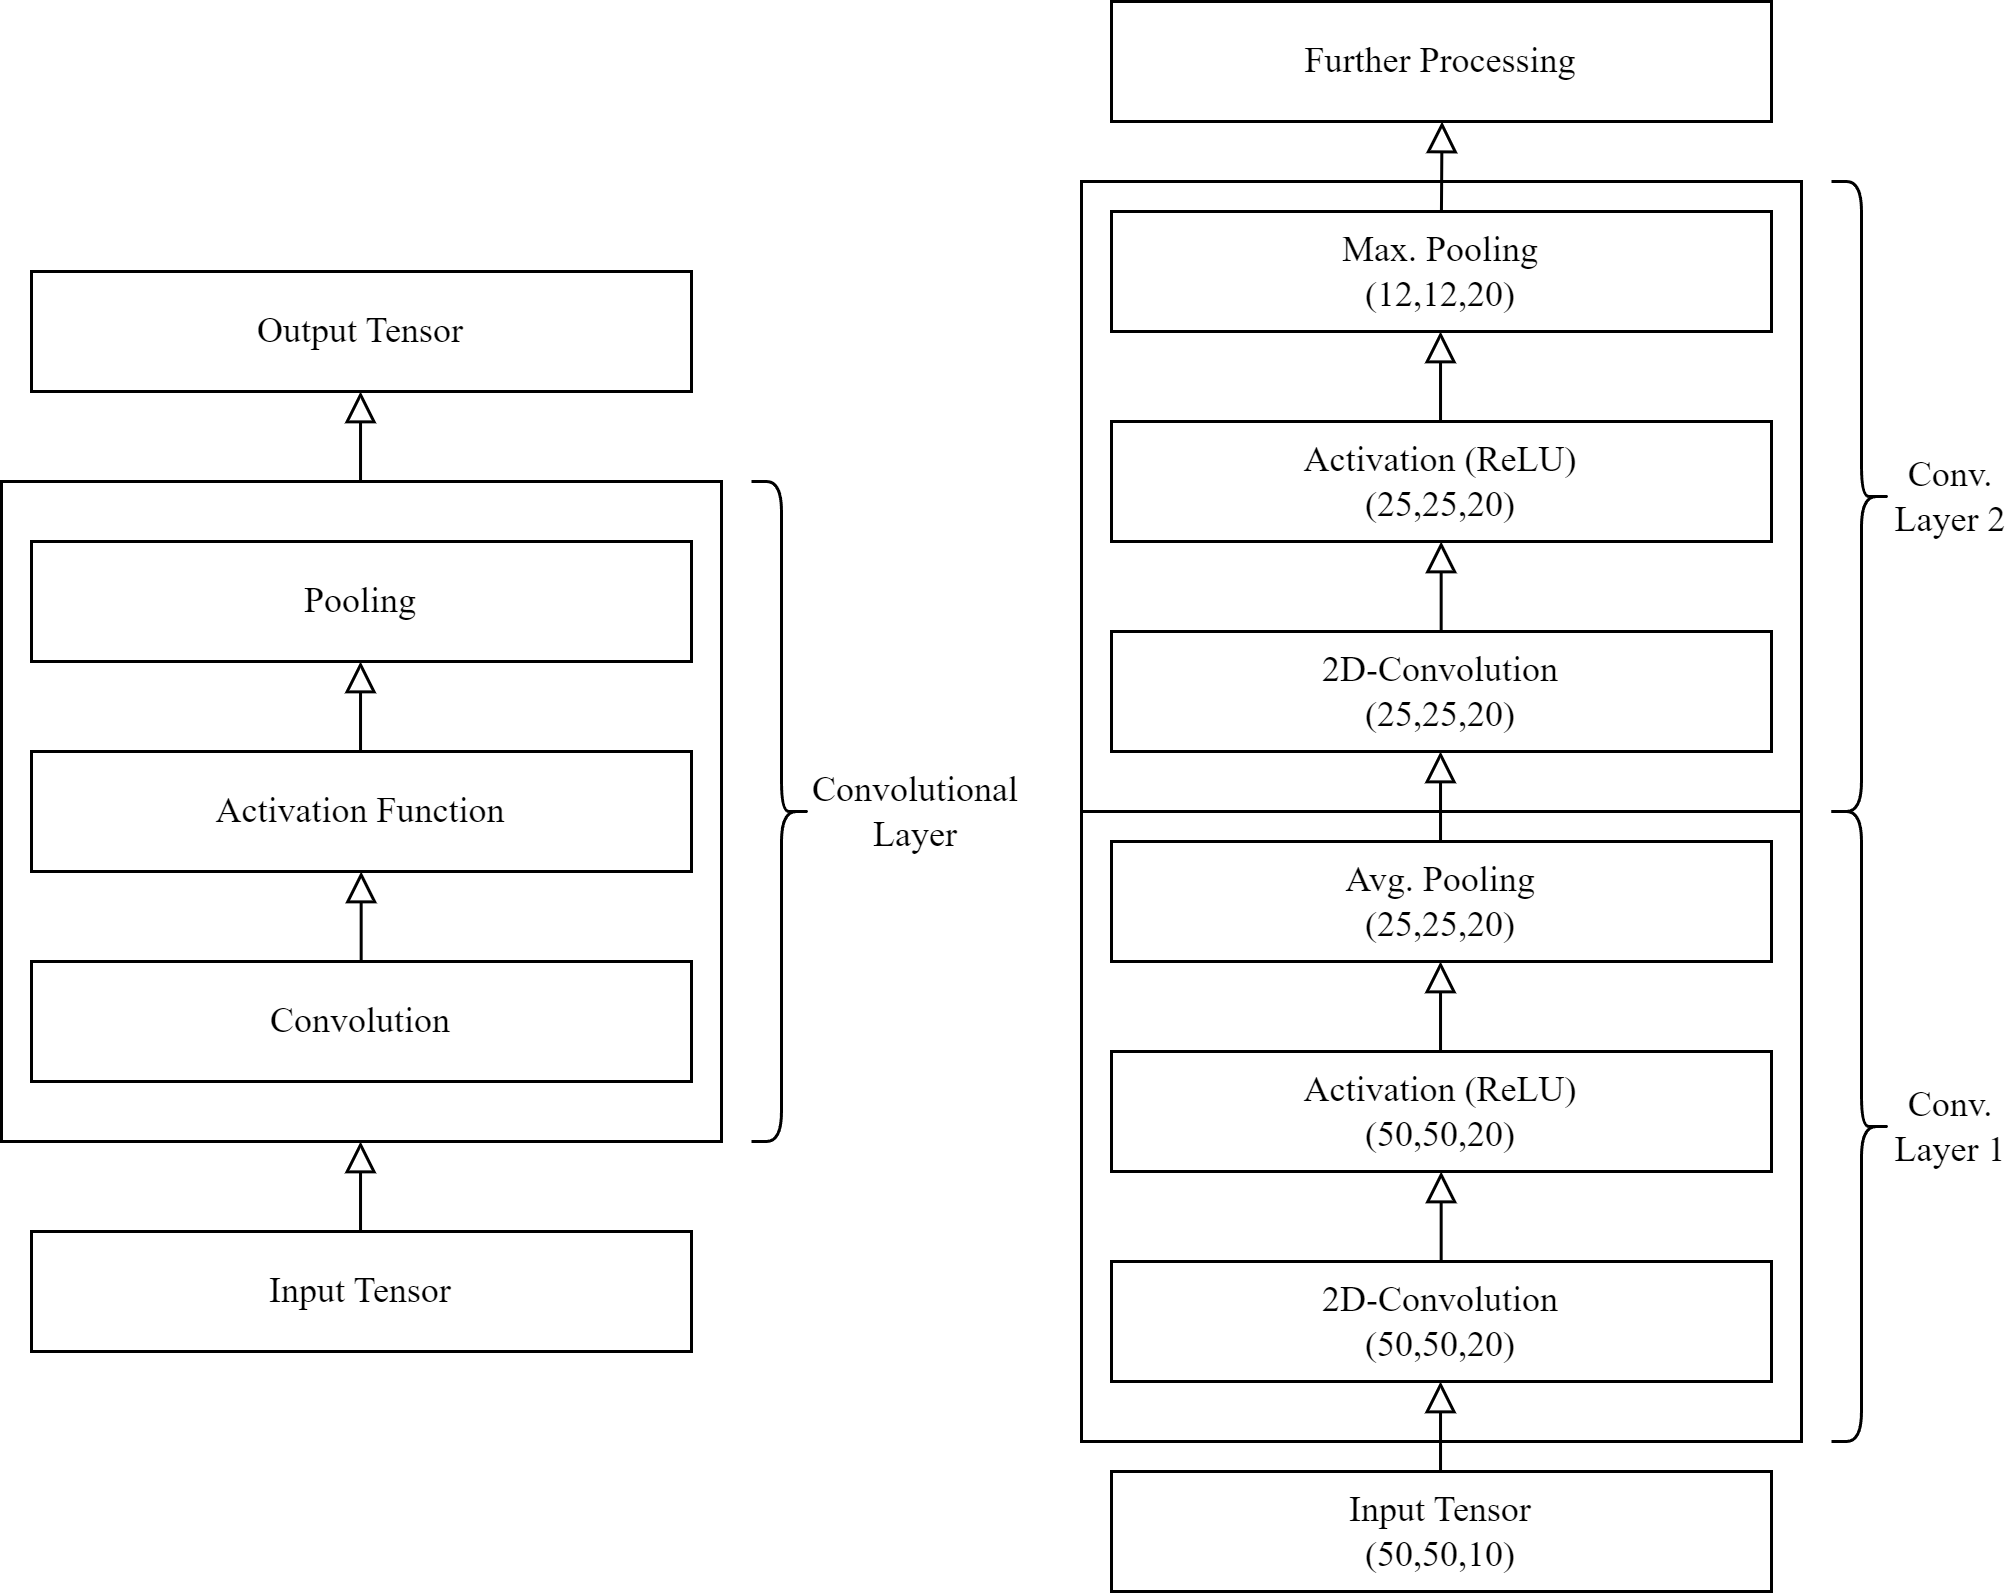 Output Tensor
Pooling
Activation Function
Convolution
Input Tensor
Convolutional
Layer
Further Processing
Max. Pooling
(12,12,20)
Activation (ReLU)
(25,25,20)
2D-Convolution
(25,25,20)
Conv.
Layer 2
Avg. Pooling
(25,25,20)
Activation (ReLU)
(50,50,20)
2D-Convolution
(50,50,20)
Conv.
Layer 1
Input Tensor
(50,50,10)